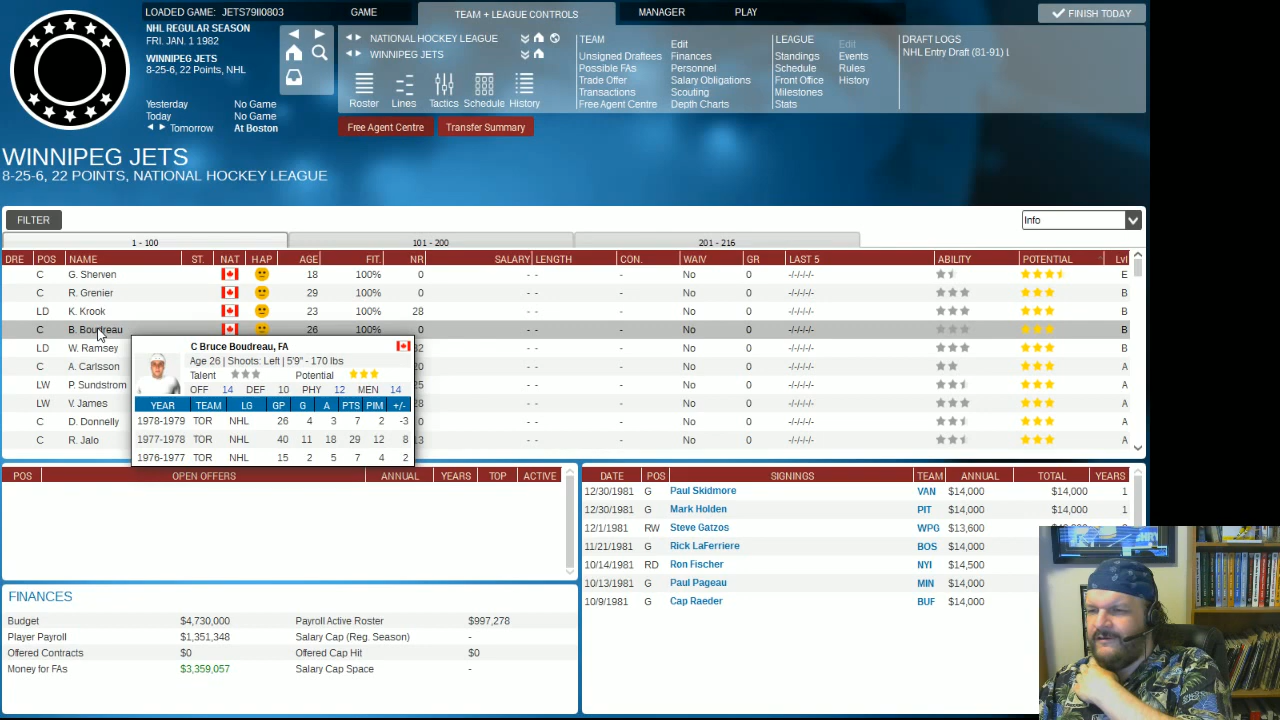 LOADED GAME: JETS79II0803
GAME
TEAM + LEAGUE CONTROLS
MANAGER
PLAY
FINISH TODAY
NHL REGULAR SEASON
FRI. JAN. 1 1982
WINNIPEG JETS
8-25-6, 22 POINTS, NHL
Yesterday No Game
Today No Game
Tomorrow At Boston
NATIONAL HOCKEY LEAGUE
WINNIPEG JETS
Roster Lines Tactics Schedule History
TEAM
Unsigned Draftees
Possible FAs
Trade Offer
Transactions
Free Agent Centre
Edit
Finances
Personnel
Salary Obligations
Scouting
Depth Charts
LEAGUE
Standings
Schedule
Front Office
Milestones
Stats
Edit
Events
Rules
History
DRAFT LOGS
NHL Entry Draft (81-91) L
Free Agent Centre
Transfer Summary
WINNIPEG JETS
8-25-6, 22 POINTS, NATIONAL HOCKEY LEAGUE
FILTER
Info
1 - 100 101 - 200 201 - 216
DRE POS NAME ST. NAT HAP AGE FIT. NR SALARY LENGTH CON. WAIV GR LAST 5 ABILITY POTENTIAL Lvl
C G. Sherven 18 100% 0 - - - No 0 -/-/-/-/- E
C R. Grenier 29 100% 0 - - - No 0 -/-/-/-/- B
LD K. Krook 23 100% 28 - - - No 0 -/-/-/-/- B
C B. Boudreau 26 100% 0 - - - No 0 -/-/-/-/- B
LD W. Ramsey - - - No 0 -/-/-/-/- B
C A. Carlsson - - - No 0 -/-/-/-/- A
LW P. Sundstrom - - - No 0 -/-/-/-/- A
LW V. James - - - No 0 -/-/-/-/- A
C D. Donnelly - - - No 0 -/-/-/-/- A
C R. Jalo - - - No 0 -/-/-/-/- A
C Bruce Boudreau, FA
Age 26 | Shoots: Left | 5'9" - 170 lbs
Talent Potential
OFF 14 DEF 10 PHY 12 MEN 14
YEAR TEAM LG GP G A PTS PIM +/-
1978-1979 TOR NHL 26 4 3 7 2 -3
1977-1978 TOR NHL 40 11 18 29 12 8
1976-1977 TOR NHL 15 2 5 7 4 2
POS OPEN OFFERS ANNUAL YEARS TOP ACTIVE
DATE POS SIGNINGS TEAM ANNUAL TOTAL YEARS
12/30/1981 G Paul Skidmore VAN $14,000 $14,000 1
12/30/1981 G Mark Holden PIT $14,000 $14,000 1
12/1/1981 RW Steve Gatzos WPG $13,600
11/21/1981 G Rick LaFerriere BOS $14,000
10/14/1981 RD Ron Fischer NYI $14,500
10/13/1981 G Paul Pageau MIN $14,000
10/9/1981 G Cap Raeder BUF $14,000
FINANCES
Budget $4,730,000 Payroll Active Roster $997,278
Player Payroll $1,351,348 Salary Cap (Reg. Season) -
Offered Contracts $0 Offered Cap Hit $0
Money for FAs $3,359,057 Salary Cap Space -